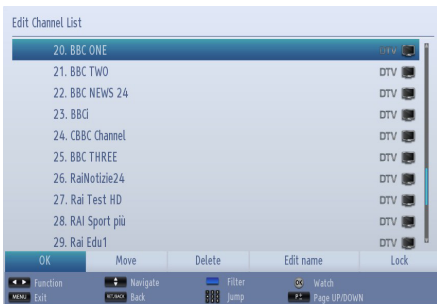 Edit Channel List
20. BBC ONE DTV
21. BBC TWO DTV
22. BBC NEWS 24 DTV
23. BBCi DTV
24. CBBC Channel DTV
25. BBC THREE DTV
26. RaiNotizie24 DTV
27. Rai Test HD DTV
28. RAI Sport più DTV
29. Rai Edu1 DTV
OK Move Delete Edit name Lock
Function Navigate Filter OK Watch
MENU Exit RET./BACK Back Jump P± Page UP/DOWN